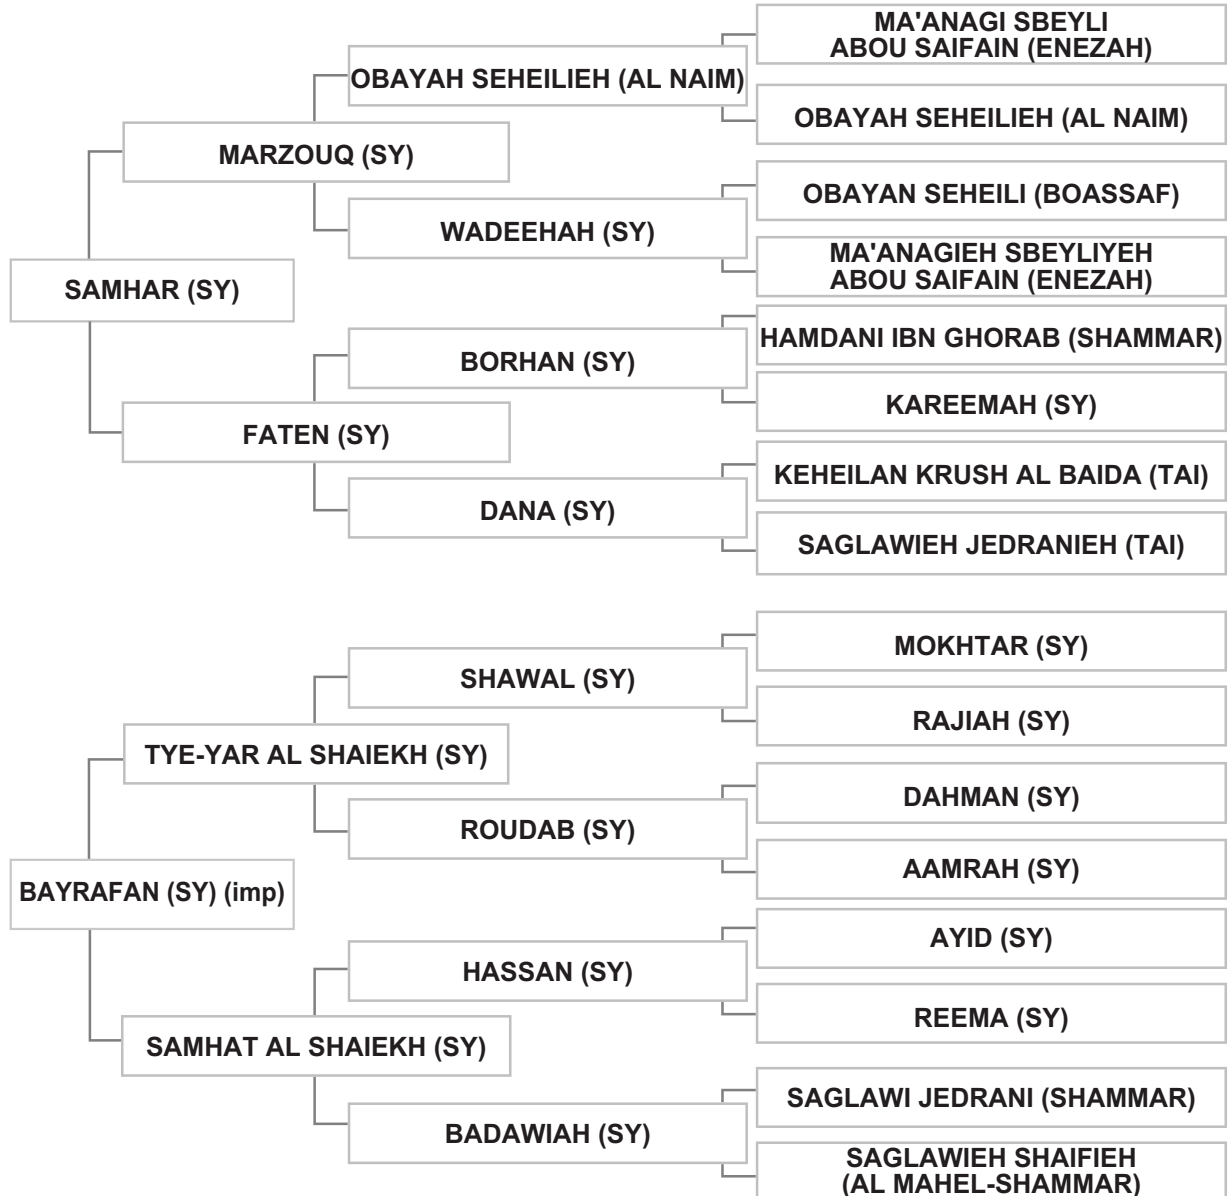 MA'ANAGI SBEYLI
ABOU SAIFAIN (ENEZAH)
OBAYAH SEHEILIEH (AL NAIM)
OBAYAH SEHEILIEH (AL NAIM)
MARZOUQ (SY)
OBAYAN SEHEILI (BOASSAF)
WADEEHAH (SY)
MA'ANAGIEH SBEYLIYEH
ABOU SAIFAIN (ENEZAH)
SAMHAR (SY)
HAMDANI IBN GHORAB (SHAMMAR)
BORHAN (SY)
KAREEMAH (SY)
FATEN (SY)
KEHEILAN KRUSH AL BAIDA (TAI)
DANA (SY)
SAGLAWIEH JEDRANIEH (TAI)
MOKHTAR (SY)
SHAWAL (SY)
RAJIAH (SY)
TYE-YAR AL SHAIEKH (SY)
DAHMAN (SY)
ROUDAB (SY)
AAMRAH (SY)
BAYRAFAN (SY) (imp)
AYID (SY)
HASSAN (SY)
REEMA (SY)
SAMHAT AL SHAIEKH (SY)
SAGLAWI JEDRANI (SHAMMAR)
BADAWIAH (SY)
SAGLAWIEH SHAIFIEH
(AL MAHEL-SHAMMAR)